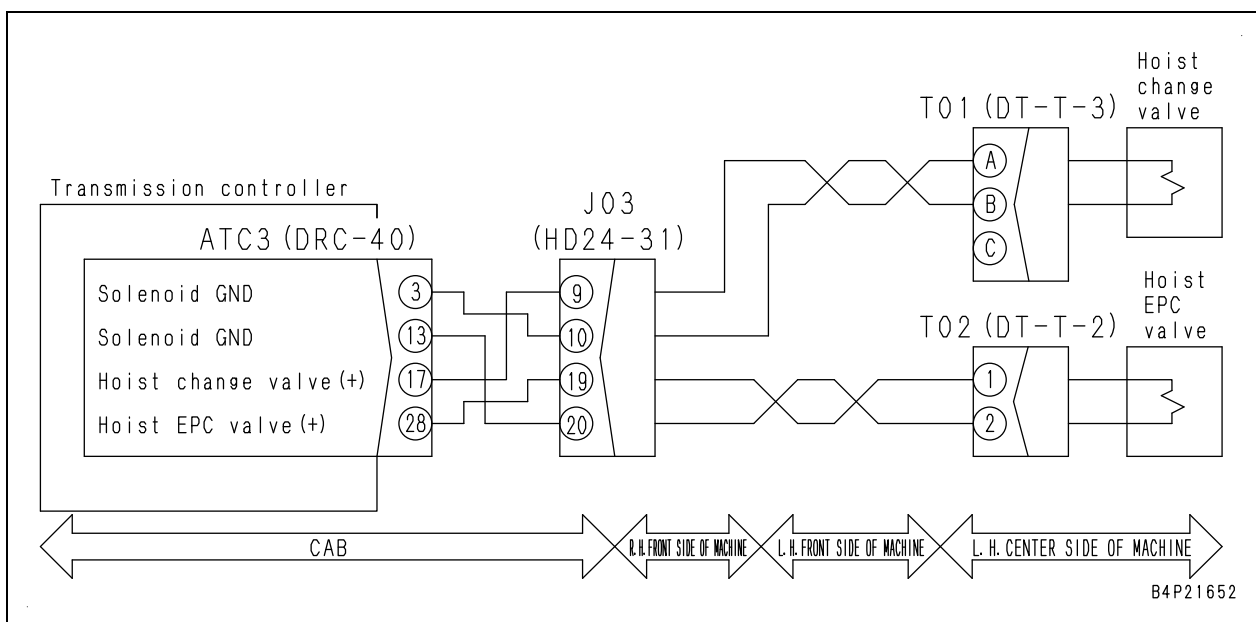 Hoist
change
valve
T01 (DT-T-3)
A
B
C
Transmission controller
ATC3 (DRC-40)
J03
(HD24-31)
Solenoid GND
3
9
Solenoid GND
13
10
Hoist change valve (+)
17
19
Hoist EPC valve (+)
28
20
Hoist
EPC
valve
T02 (DT-T-2)
1
2
CAB
R. H. FRONT SIDE OF MACHINE
L. H. FRONT SIDE OF MACHINE
L. H. CENTER SIDE OF MACHINE
B4P21652